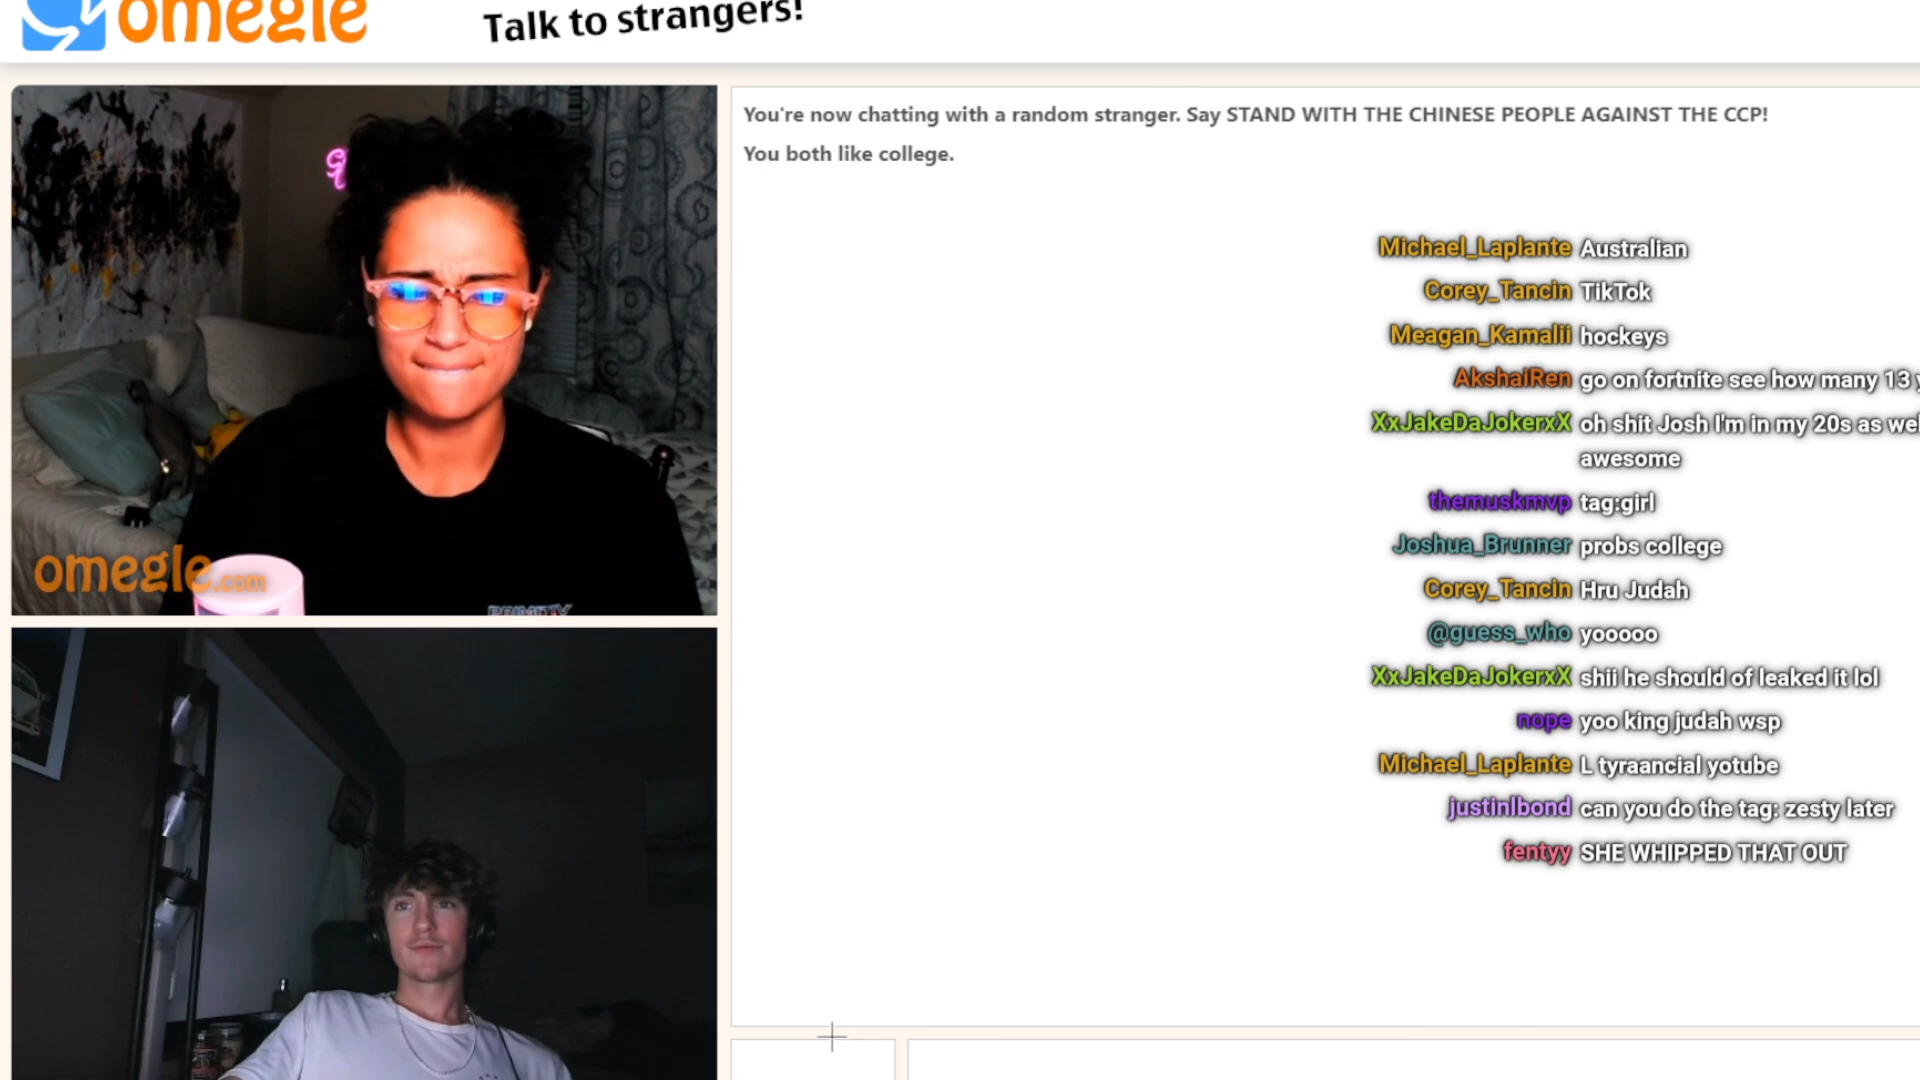 omegle
Talk to strangers!
You're now chatting with a random stranger. Say STAND WITH THE CHINESE PEOPLE AGAINST THE CCP!
You both like college.
Michael_Laplante Australian
Corey_Tancin TikTok
Meagan_Kamalii hockeys
AkshaiRen go on fortnite see how many 13
XxJakeDaJokerxX oh shit Josh I'm in my 20s as
awesome
themuskmvp tag:girl
Joshua_Brunner probs college
Corey_Tancin Hru Judah
@guess_who yooooo
XxJakeDaJokerxX shii he should of leaked it lol
nope yoo king judah wsp
Michael_Laplante L tyraancial yotube
justinlbond can you do the tag: zesty later
fentyy SHE WHIPPED THAT OUT
omegle.com